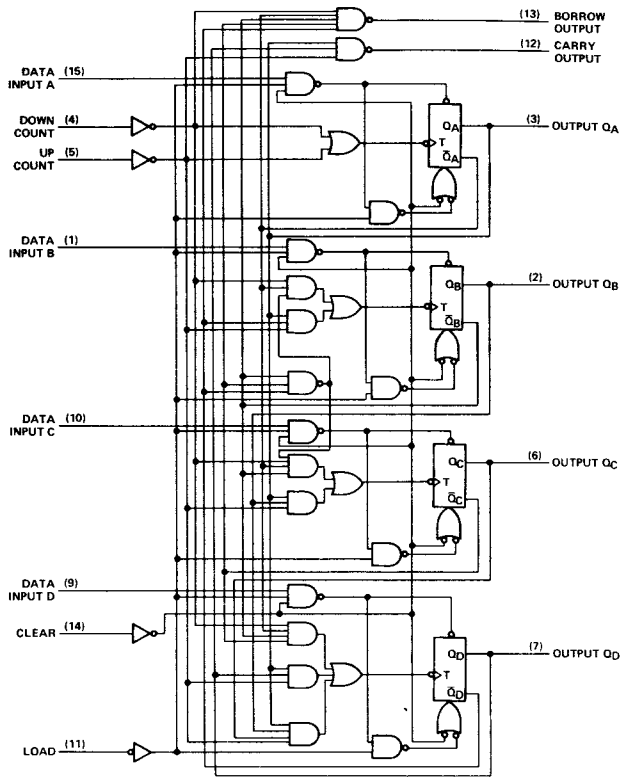 (13) BORROW
OUTPUT
(12) CARRY
OUTPUT
DATA (15)
INPUT A
DOWN (4)
COUNT
UP (5)
COUNT
QA
T
Q̅A
(3) OUTPUT QA
DATA (1)
INPUT B
QB
T
Q̅B
(2) OUTPUT QB
DATA (10)
INPUT C
QC
T
Q̅C
(6) OUTPUT QC
DATA (9)
INPUT D
CLEAR (14)
QD
T
Q̅D
(7) OUTPUT QD
LOAD (11)